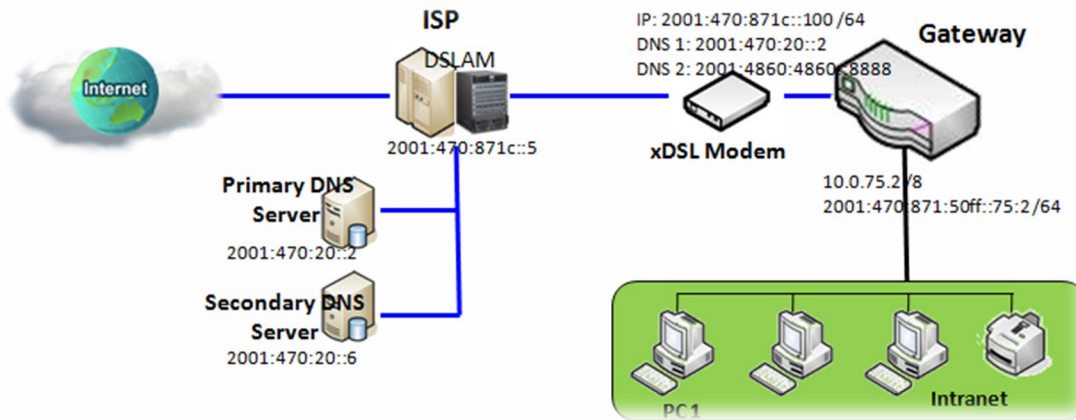 ISP
DSLAM
Internet
2001:470:871c::5
Primary DNS
Server
2001:470:20::2
Secondary DNS
Server
2001:470:20::6
IP: 2001:470:871c::100 /64
DNS 1: 2001:470:20::2
DNS 2: 2001:4860:4860::8888
xDSL Modem
Gateway
10.0.75.2 /8
2001:470:871:50ff::75:2/64
PC1
Intranet